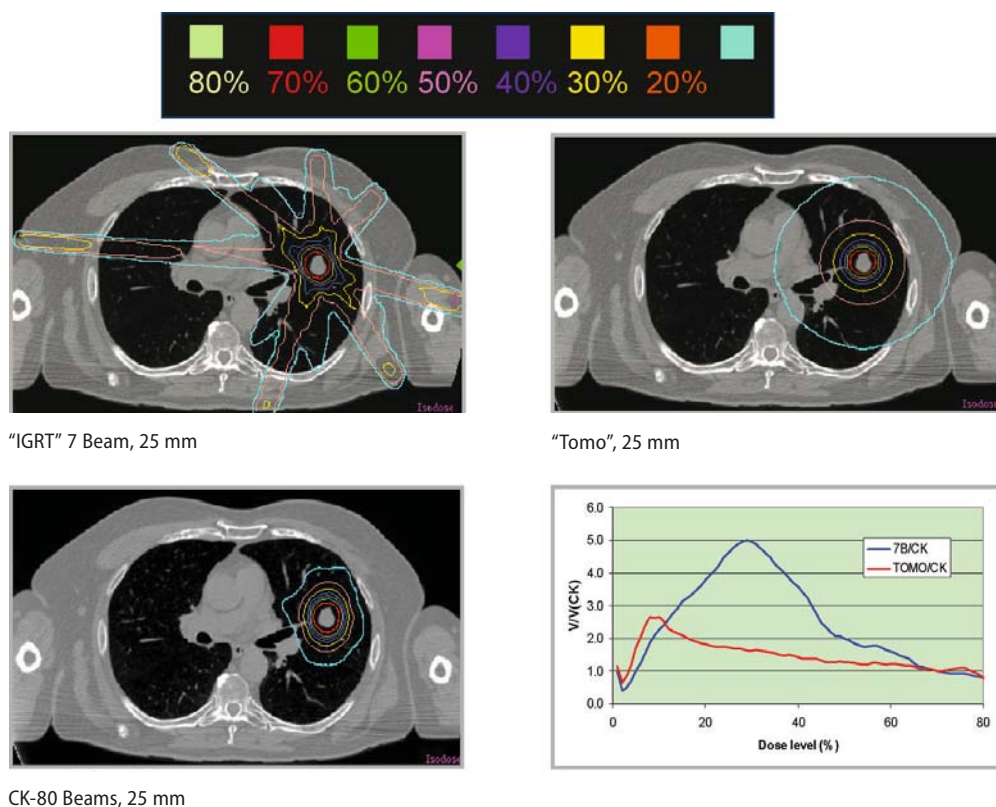 80% 70% 60% 50% 40% 30% 20%
Isodose
Isodose
"IGRT" 7 Beam, 25 mm
"Tomo", 25 mm
Isodose
6.0
5.0
4.0
3.0
2.0
1.0
0.0
V/V(CK)
7B/CK
TOMO/CK
0 20 40 60 80
Dose level (%)
CK-80 Beams, 25 mm